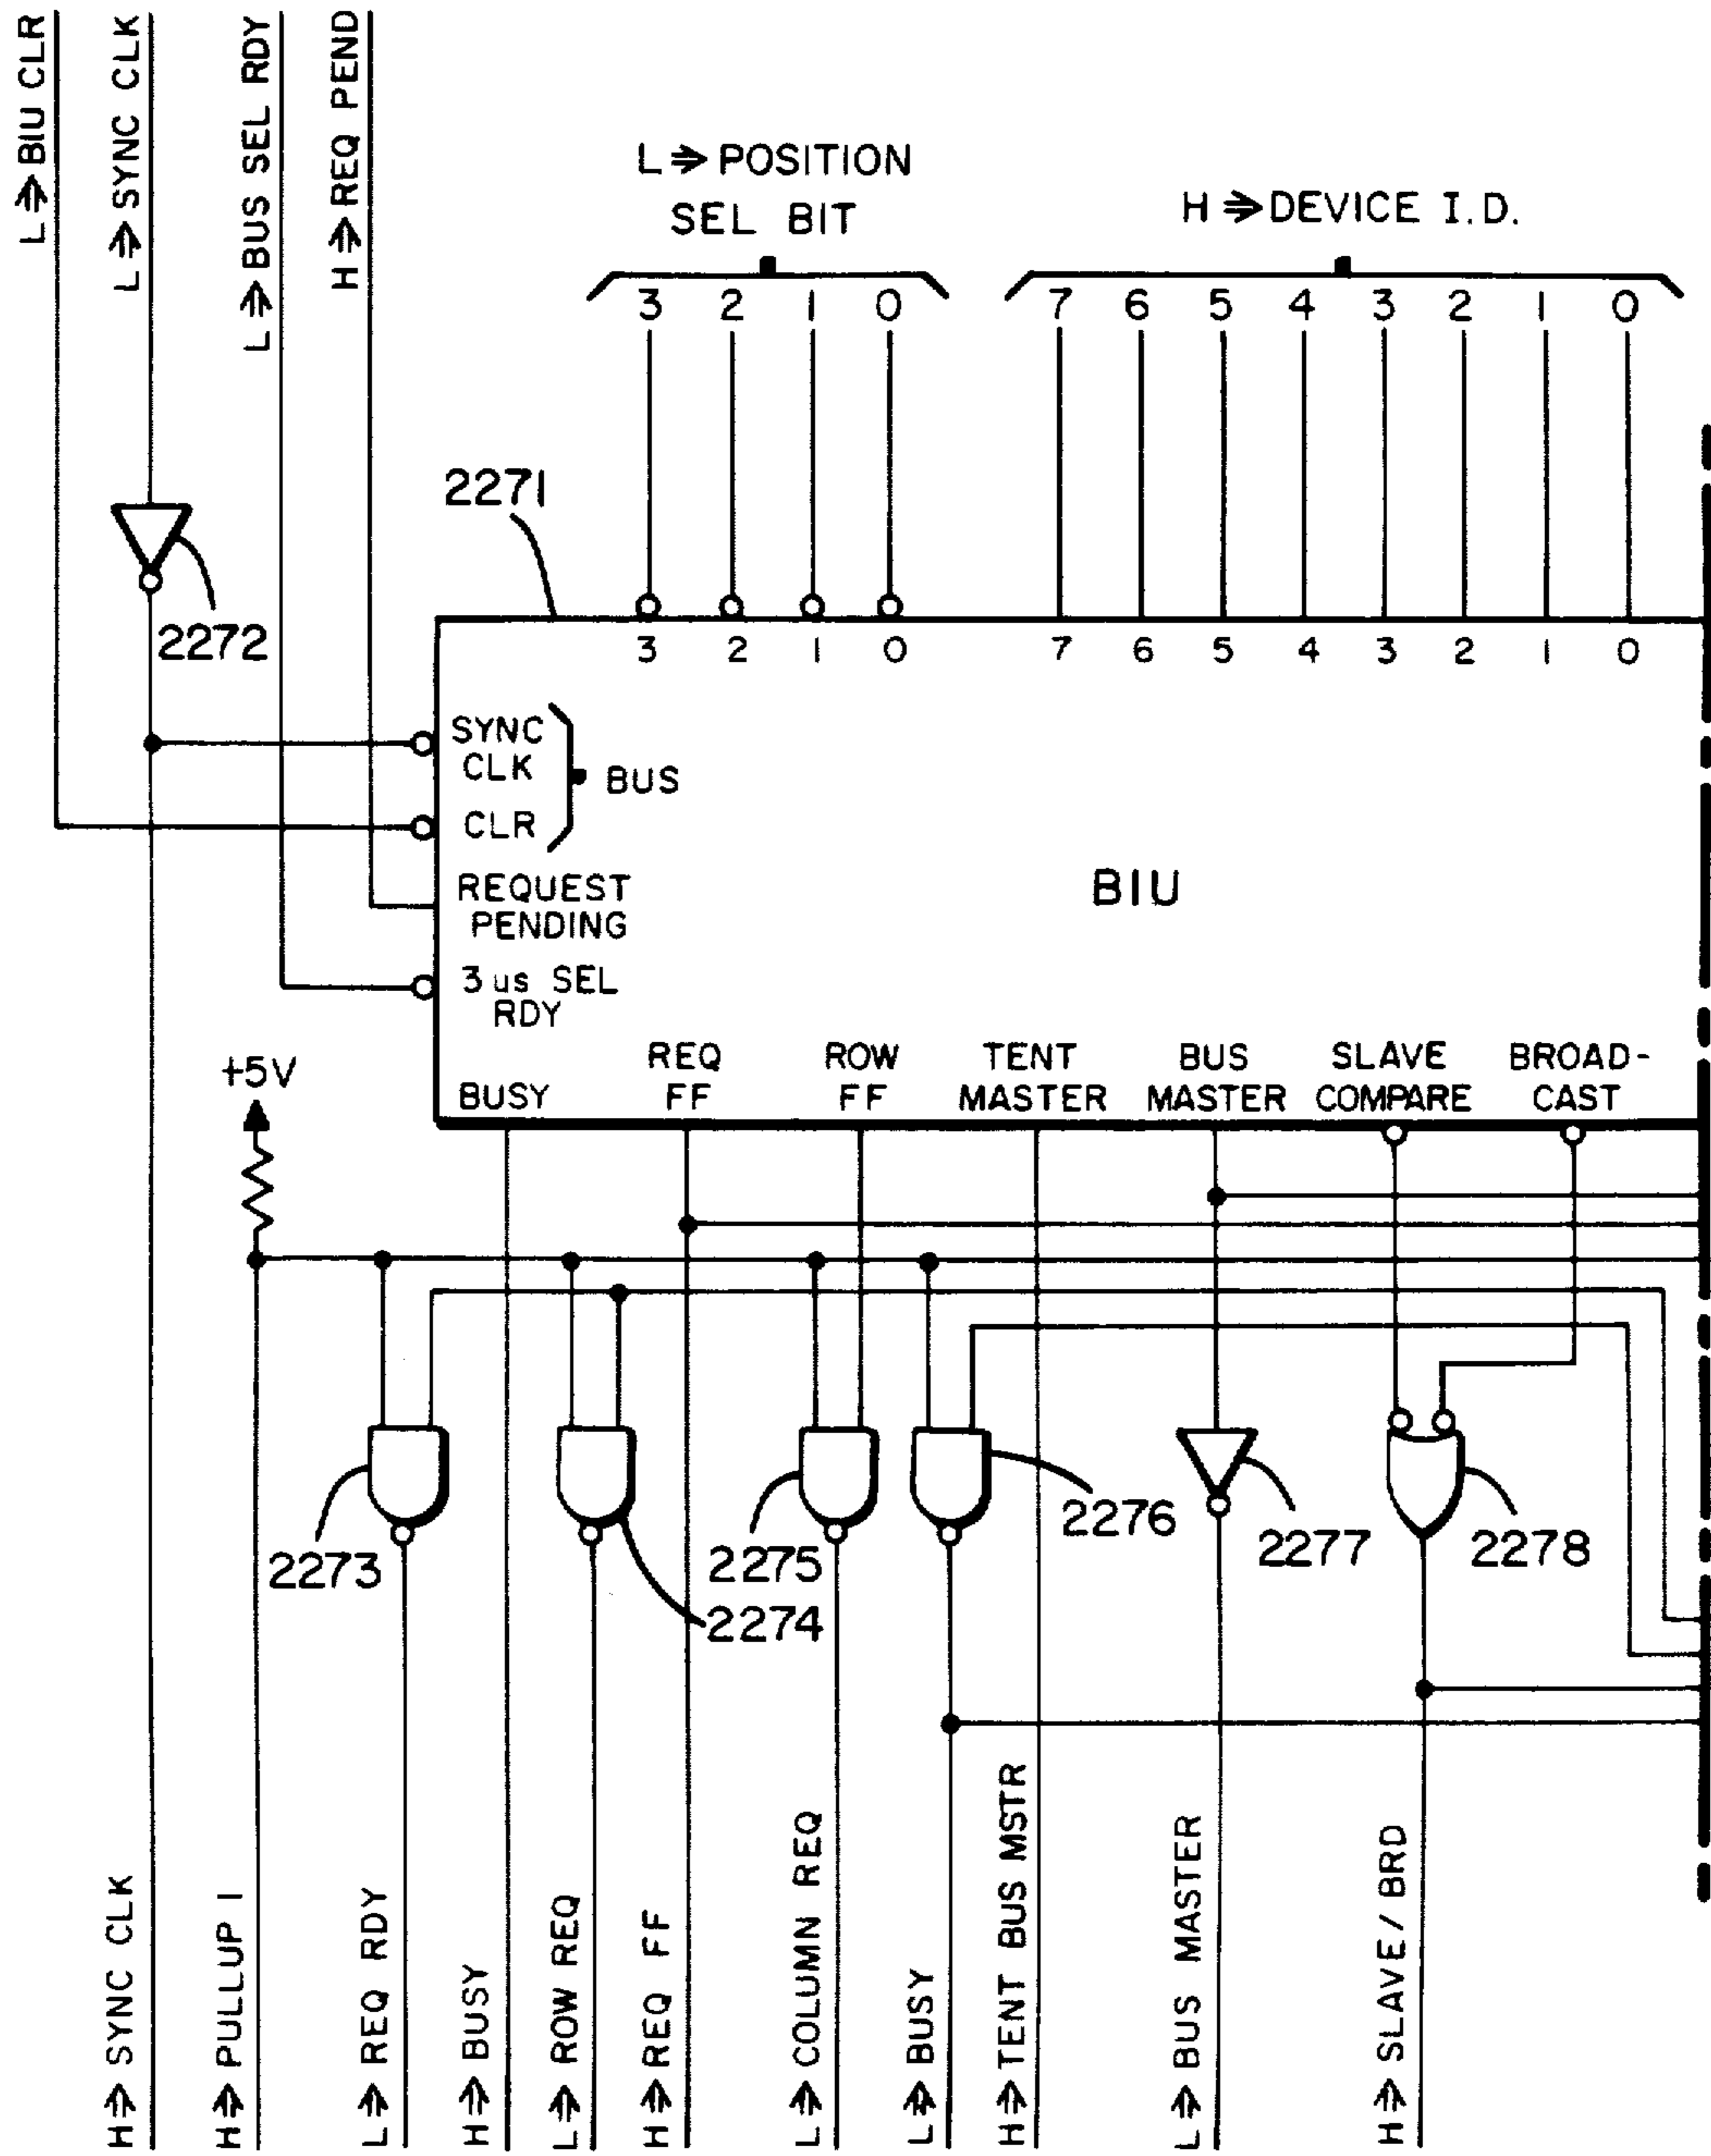 L⇒BIU CLR
L⇒SYNC CLK
L⇒BUS SEL RDY
H⇒REQ PEND
L⇒POSITION
SEL BIT
H⇒DEVICE I.D.
3 2 1 0
7 6 5 4 3 2 1 0
2271
2272
3 2 1 0
7 6 5 4 3 2 1 0
SYNC
CLK
BUS
CLR
BIU
REQUEST
PENDING
3 us SEL
RDY
+5V
BUSY
REQ
FF
ROW
FF
TENT
MASTER
BUS
MASTER
SLAVE
COMPARE
BROAD-
CAST
2273
2274
2275
2276
2277
2278
H⇒SYNC CLK
H⇒PULLUP 1
L⇒REQ RDY
H⇒BUSY
L⇒ROW REQ
H⇒REQ FF
L⇒COLUMN REQ
L⇒BUSY
H⇒TENT BUS MSTR
L⇒BUS MASTER
H⇒SLAVE/BRD